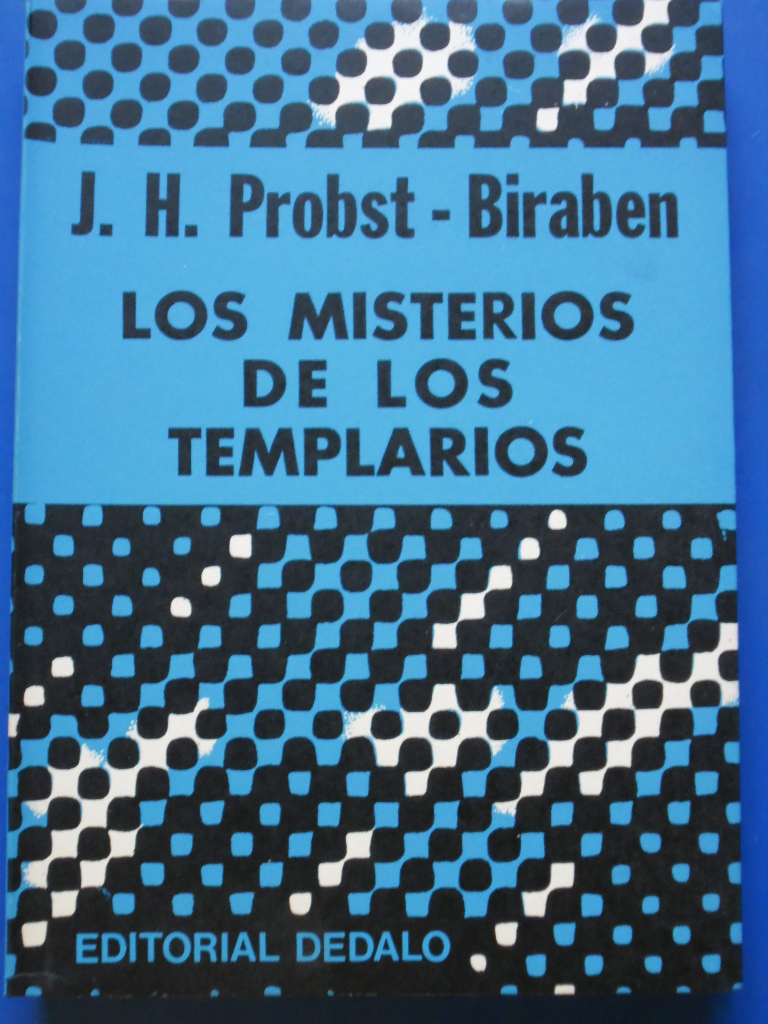 J. H. Probst - Biraben
LOS MISTERIOS
DE LOS
TEMPLARIOS
EDITORIAL DEDALO